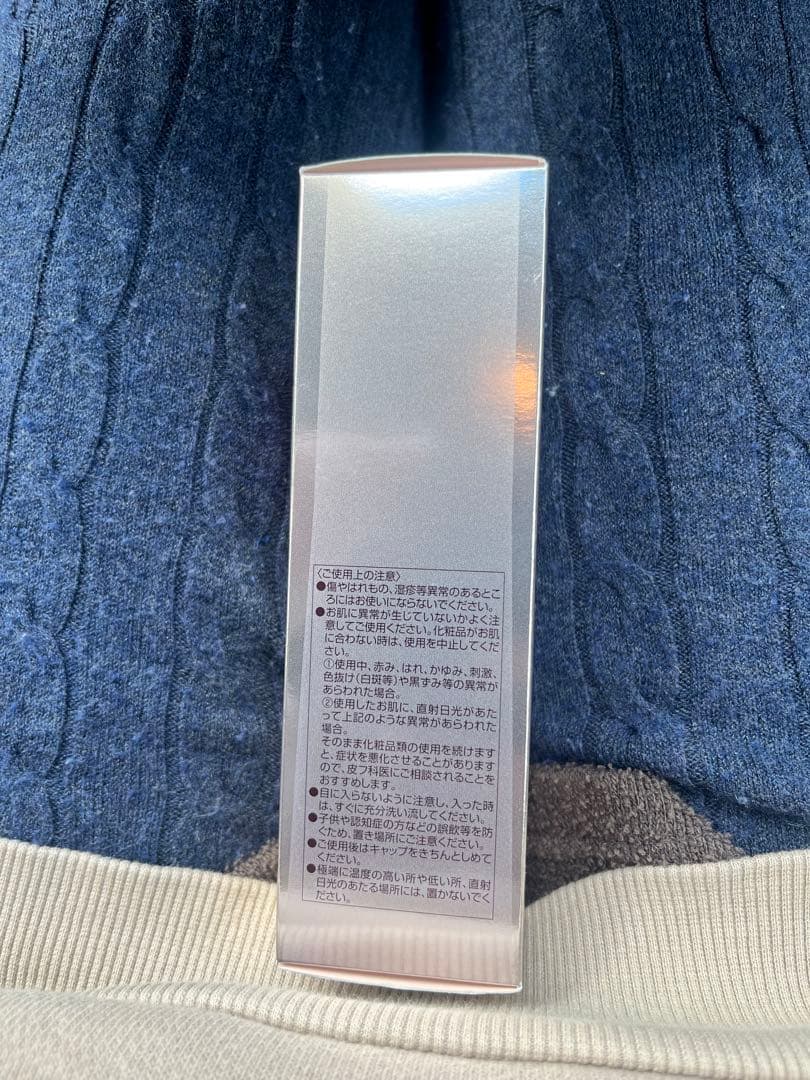 〈ご使用上の注意〉
●傷やはれもの、湿疹等異常のあるとこ
ろにはお使いにならないでください。
●お肌に異常が生じていないかよく注
意してご使用ください。化粧品がお肌
に合わない時は、使用を中止してくだ
さい。
①使用中、赤み、はれ、かゆみ、刺激、
色抜け(白斑等)や黒ずみ等の異常が
あらわれた場合。
②使用したお肌に、直射日光があた
って上記のような異常があらわれた
場合。
そのまま化粧品類の使用を続けます
と、症状を悪化させることがあります
ので、皮フ科医にご相談されることを
おすすめします。
●目に入らないように注意し、入った時
は、すぐに充分洗い流してください。
●子供や認知症の方などの誤飲等を防
ぐため、置き場所にご注意ください。
●ご使用後はキャップをきちんとしめて
ください。
●極端に温度の高い所や低い所、直射
日光のあたる場所には、置かないでく
ださい。